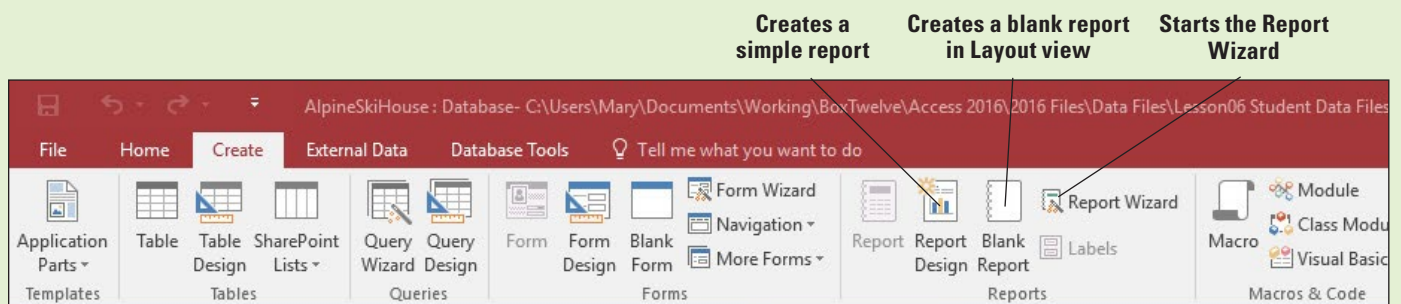 Creates a simple report
Creates a blank report in Layout view
Starts the Report Wizard
AlpineSkiHouse : Database- C:\Users\Mary\Documents\Working\BoxTwelve\Access 2016\2016 Files\Data Files\Lesson06 Student Data Files
File Home Create External Data Database Tools Tell me what you want to do
Application Parts
Table
Table Design
SharePoint Lists
Query Wizard
Query Design
Form
Form Design
Blank Form
Form Wizard
Navigation
More Forms
Report
Report Design
Blank Report
Report Wizard
Labels
Macro
Module
Class Modu
Visual Basic
Templates Tables Queries Forms Reports Macros & Code